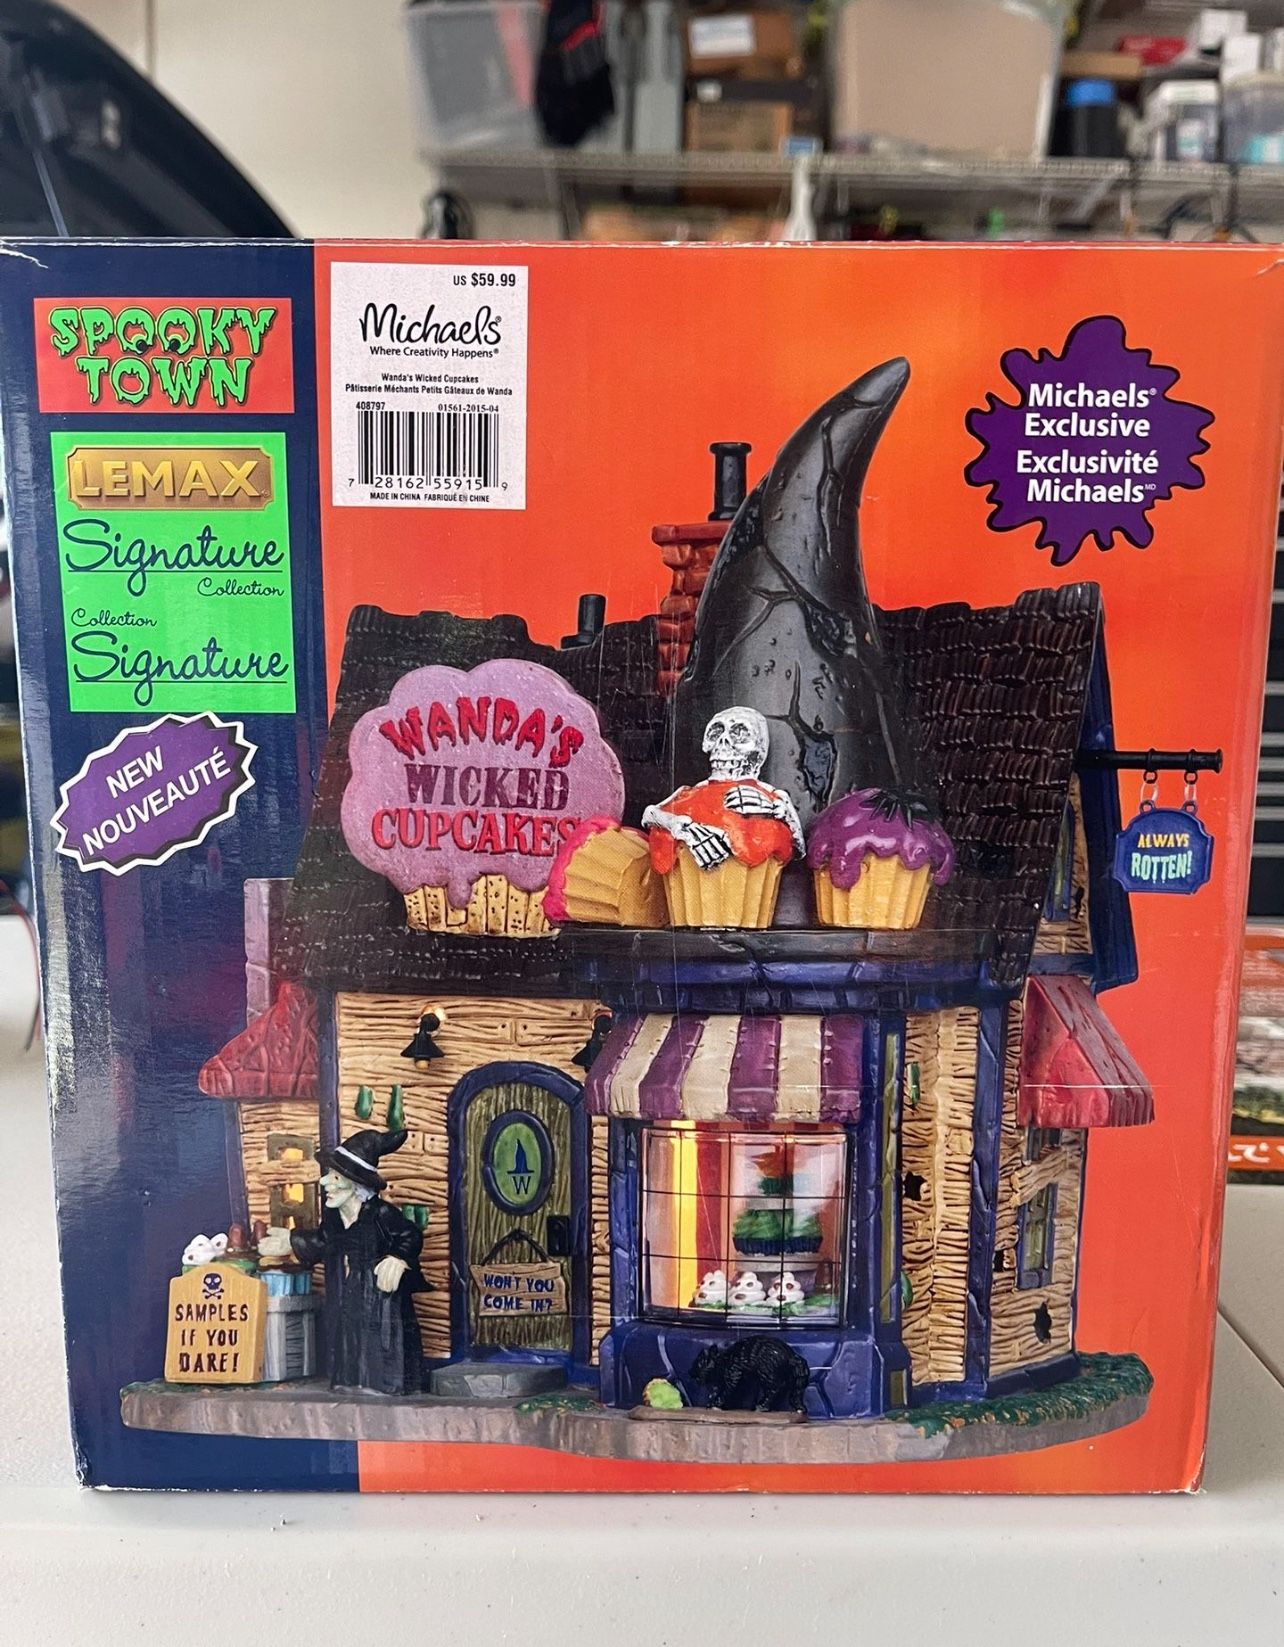 SPOOKY
TOWN
LEMAX
Signature
Collection
Collection
Signature
NEW
NOUVEAUTÉ
US $59.99
Michaels®
Where Creativity Happens®
Wanda's Wicked Cupcakes
Pâtisserie Méchants Petits Gâteaux de Wanda
408797 01561-2015-04
7 28162 55915 9
MADE IN CHINA FABRIQUÉ EN CHINE
Michaels®
Exclusive
Exclusivité
Michaels MD
WANDA'S
WICKED
CUPCAKES
ALWAYS
ROTTEN!
W
WON'T YOU
COME IN?
SAMPLES
IF YOU
DARE!